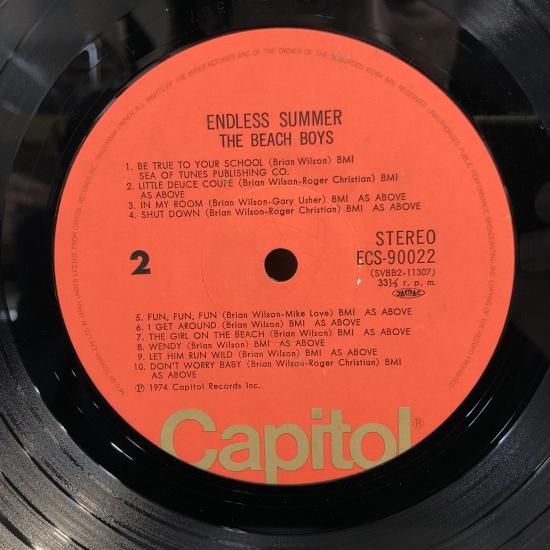 ENDLESS SUMMER
THE BEACH BOYS
1. BE TRUE TO YOUR SCHOOL (Brian Wilson) BMI
SEA OF TUNES PUBLISHING CO.
2. LITTLE DEUCE COUPE (Brian Wilson-Roger Christian) BMI
AS ABOVE
3. IN MY ROOM (Brian Wilson-Gary Usher) BMI AS ABOVE
4. SHUT DOWN (Brian Wilson-Roger Christian) BMI AS ABOVE
2
STEREO
ECS-90022
(SVBB2-11307)
33⅓ r. p. m.
JASRAC
5. FUN, FUN, FUN (Brian Wilson-Mike Love) BMI AS ABOVE
6. I GET AROUND (Brian Wilson) BMI AS ABOVE
7. THE GIRL ON THE BEACH (Brian Wilson) BMI AS ABOVE
8. WENDY (Brian Wilson) BMI AS ABOVE
9. LET HIM RUN WILD (Brian Wilson) BMI AS ABOVE
10. DON'T WORRY BABY (Brian Wilson-Roger Christian) BMI
AS ABOVE
℗ 1974 Capitol Records Inc.
Capitol®